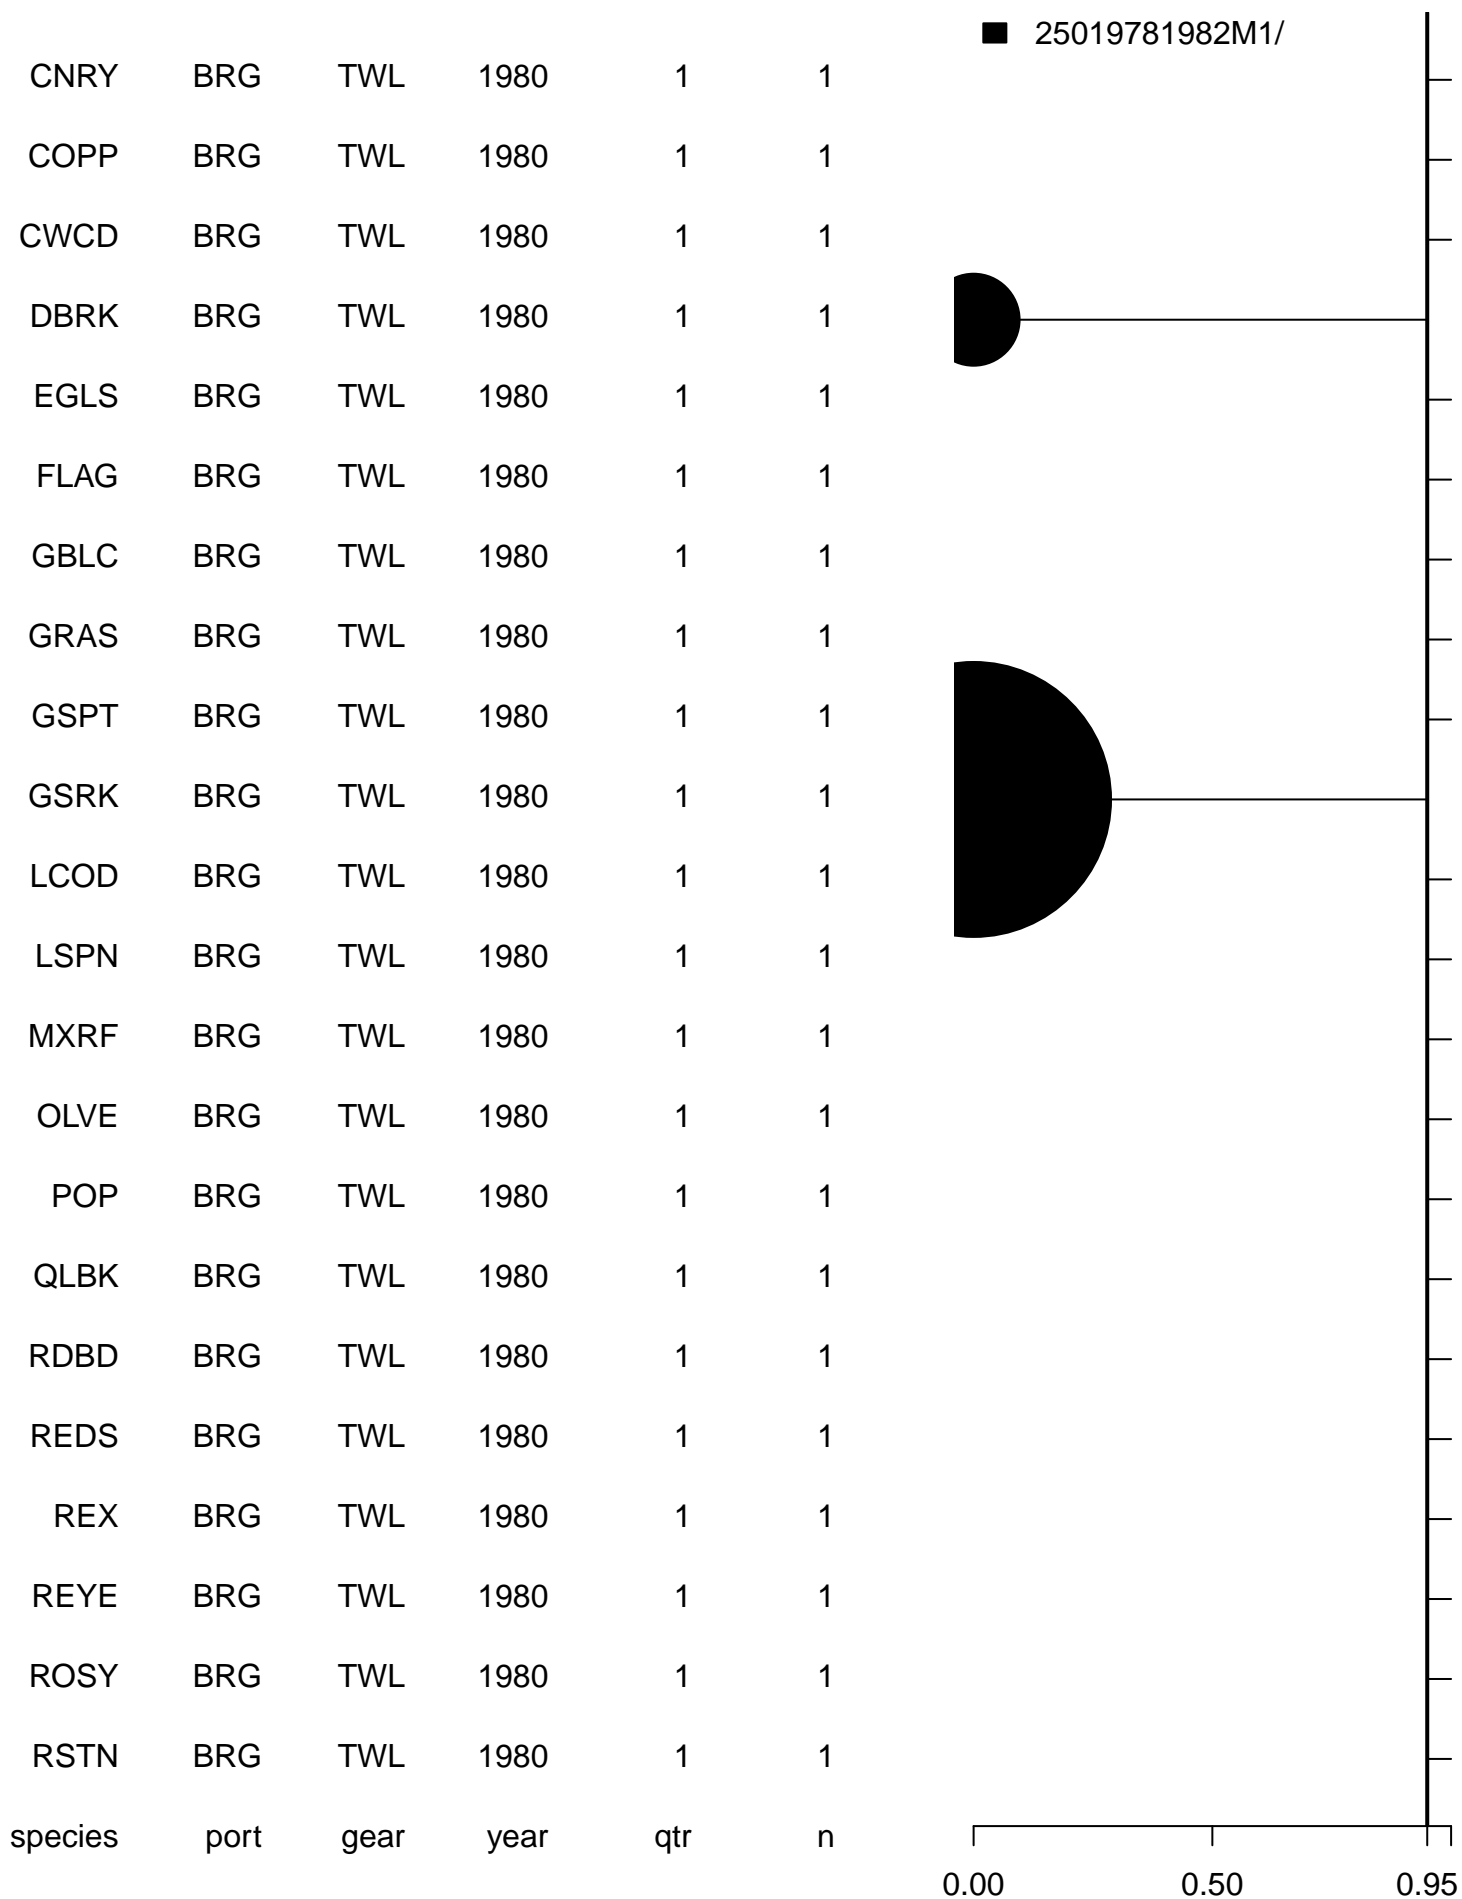 25019781982M1/
CNRY BRG TWL 1980 1 1
COPP BRG TWL 1980 1 1
CWCD BRG TWL 1980 1 1
DBRK BRG TWL 1980 1 1
EGLS BRG TWL 1980 1 1
FLAG BRG TWL 1980 1 1
GBLC BRG TWL 1980 1 1
GRAS BRG TWL 1980 1 1
GSPT BRG TWL 1980 1 1
GSRK BRG TWL 1980 1 1
LCOD BRG TWL 1980 1 1
LSPN BRG TWL 1980 1 1
MXRF BRG TWL 1980 1 1
OLVE BRG TWL 1980 1 1
POP BRG TWL 1980 1 1
QLBK BRG TWL 1980 1 1
RDBD BRG TWL 1980 1 1
REDS BRG TWL 1980 1 1
REX BRG TWL 1980 1 1
REYE BRG TWL 1980 1 1
ROSY BRG TWL 1980 1 1
RSTN BRG TWL 1980 1 1
species port gear year qtr n
0.00 0.50 0.95